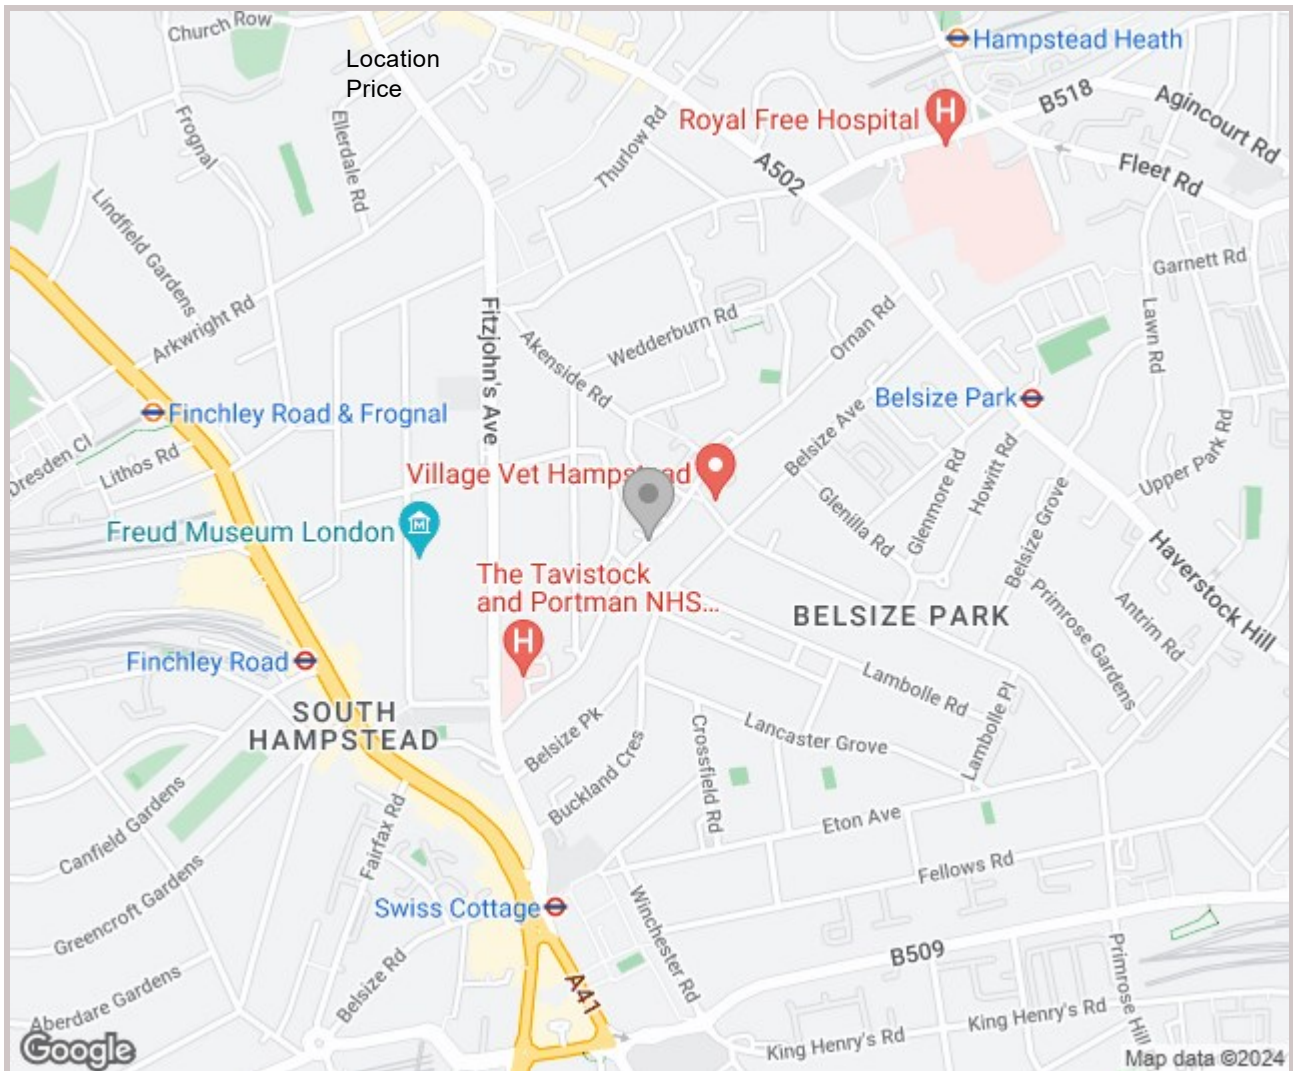 Church Row
Location
Price
Hampstead Heath
B518
Agincourt Rd
Royal Free Hospital
H
Frognal
Ellerdale Rd
Thurlow Rd
A502
Fleet Rd
Lindfield Gardens
Garnett Rd
Arkwright Rd
Fitzjohn's Ave
Akenside Rd
Wedderburn Rd
Ornan Rd
Lawn Rd
Belsize Park
Finchley Road & Frognal
Dresden Cl
Lithos Rd
Belsize Ave
Upper Park Rd
Village Vet Hampstead
Glenilla Rd
Glenmore Rd
Howitt Rd
Belsize Grove
Freud Museum London
M
Haverstock Hill
The Tavistock
and Portman NHS...
H
BELSIZE PARK
Primrose Gardens
Antrim Rd
Finchley Road
Lambolle Rd
Lambolle Pl
SOUTH
HAMPSTEAD
Belsize Pk
Buckland Cres
Crossfield Rd
Lancaster Grove
Canfield Gardens
Fairfax Rd
Eton Ave
Fellows Rd
Greencroft Gardens
Swiss Cottage
Winchester Rd
B509
Belsize Rd
A41
Primrose Hill
Aberdare Gardens
King Henry's Rd
King Henry's Rd
Google
Map data ©2024